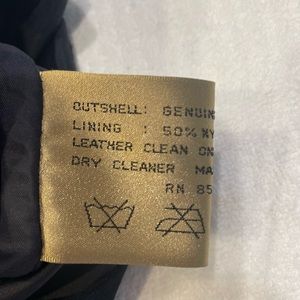 OUTSHELL: GENUIN
LINING : 50% NY
LEATHER CLEAN ON
DRY CLEANER MA
RN 85